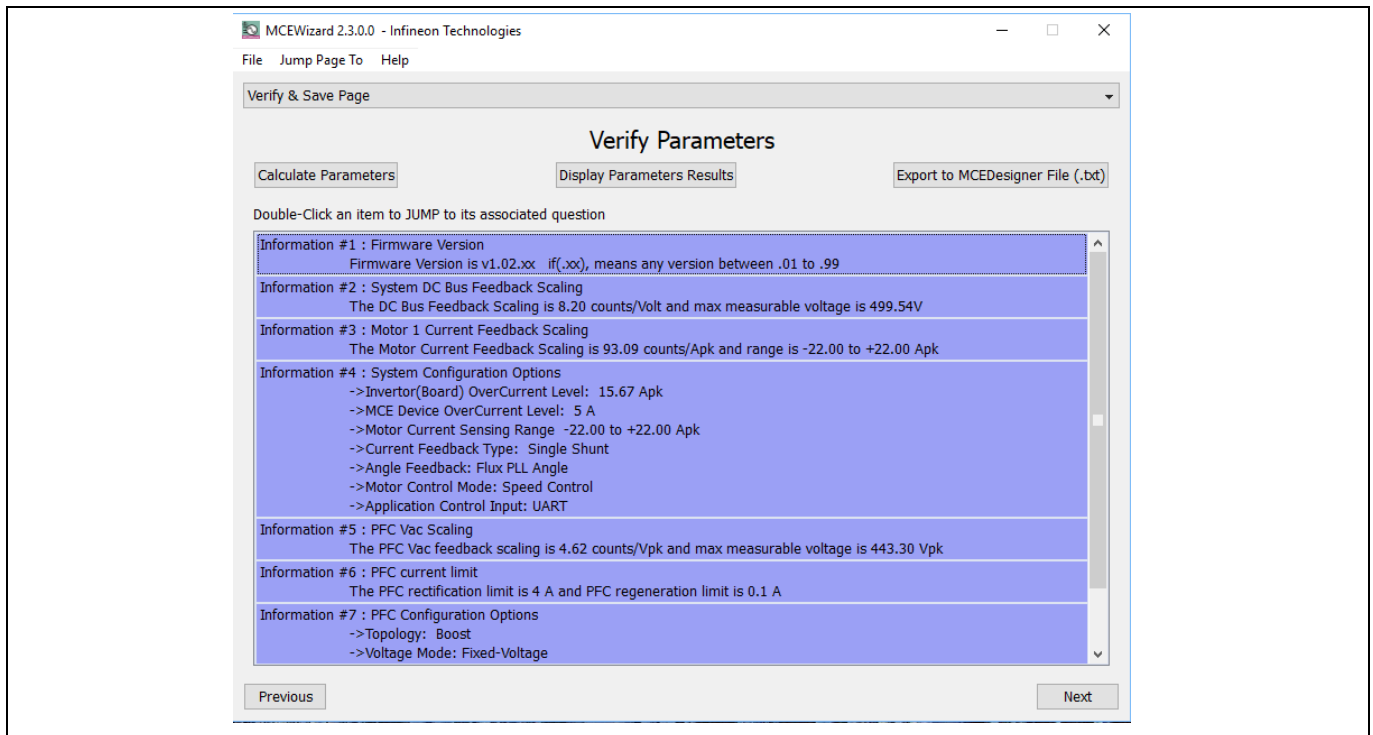 MCEWizard 2.3.0.0 - Infineon Technologies
File Jump Page To Help
Verify & Save Page
Verify Parameters
Calculate Parameters Display Parameters Results Export to MCEDesigner File (.txt)
Double-Click an item to JUMP to its associated question
Information #1 : Firmware Version
Firmware Version is v1.02.xx if(.xx), means any version between .01 to .99
Information #2 : System DC Bus Feedback Scaling
The DC Bus Feedback Scaling is 8.20 counts/Volt and max measurable voltage is 499.54V
Information #3 : Motor 1 Current Feedback Scaling
The Motor Current Feedback Scaling is 93.09 counts/Apk and range is -22.00 to +22.00 Apk
Information #4 : System Configuration Options
->Invertor(Board) OverCurrent Level: 15.67 Apk
->MCE Device OverCurrent Level: 5 A
->Motor Current Sensing Range -22.00 to +22.00 Apk
->Current Feedback Type: Single Shunt
->Angle Feedback: Flux PLL Angle
->Motor Control Mode: Speed Control
->Application Control Input: UART
Information #5 : PFC Vac Scaling
The PFC Vac feedback scaling is 4.62 counts/Vpk and max measurable voltage is 443.30 Vpk
Information #6 : PFC current limit
The PFC rectification limit is 4 A and PFC regeneration limit is 0.1 A
Information #7 : PFC Configuration Options
->Topology: Boost
->Voltage Mode: Fixed-Voltage
Previous Next